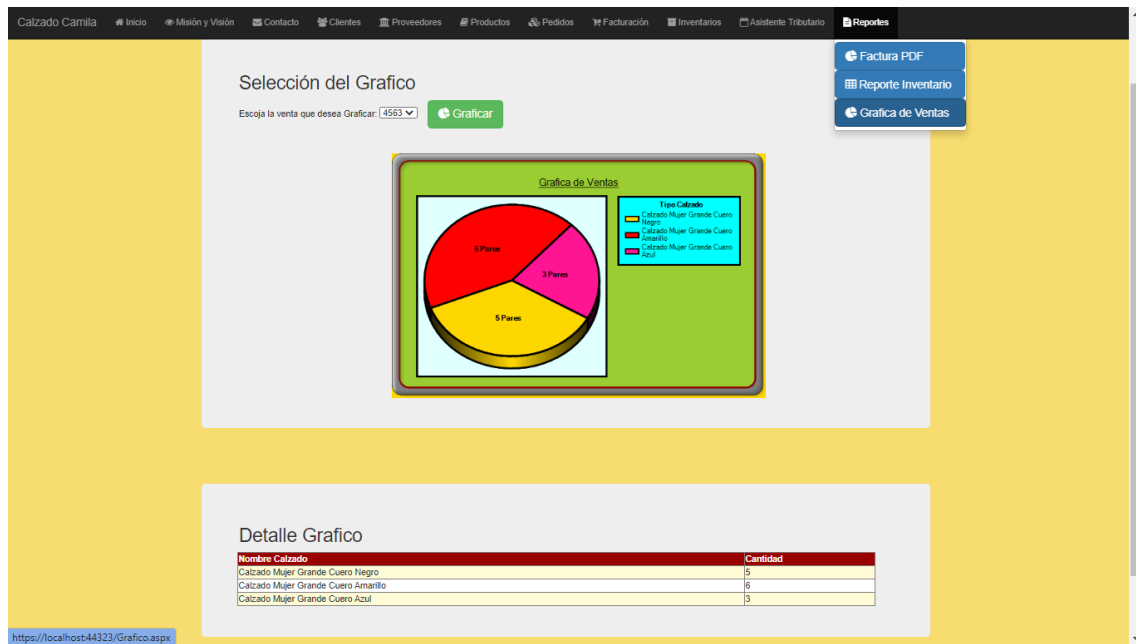 Calzado Camila Inicio Misión y Visión Contacto Clientes Proveedores Productos Pedidos Facturación Inventarios Asistente Tributario Reportes
Factura PDF
Reporte Inventario
Grafica de Ventas
Selección del Grafico
Escoja la venta que desea Graficar: 4563 Graficar
Grafica de Ventas
Tipo Calzado
Calzado Mujer Grande Cuero
Negro
Calzado Mujer Grande Cuero
Amarillo
Calzado Mujer Grande Cuero
Azul
6 Pares
3 Pares
5 Pares
Detalle Grafico
Nombre Calzado Cantidad
Calzado Mujer Grande Cuero Negro 5
Calzado Mujer Grande Cuero Amarillo 6
Calzado Mujer Grande Cuero Azul 3
https://localhost:44323/Grafico.aspx